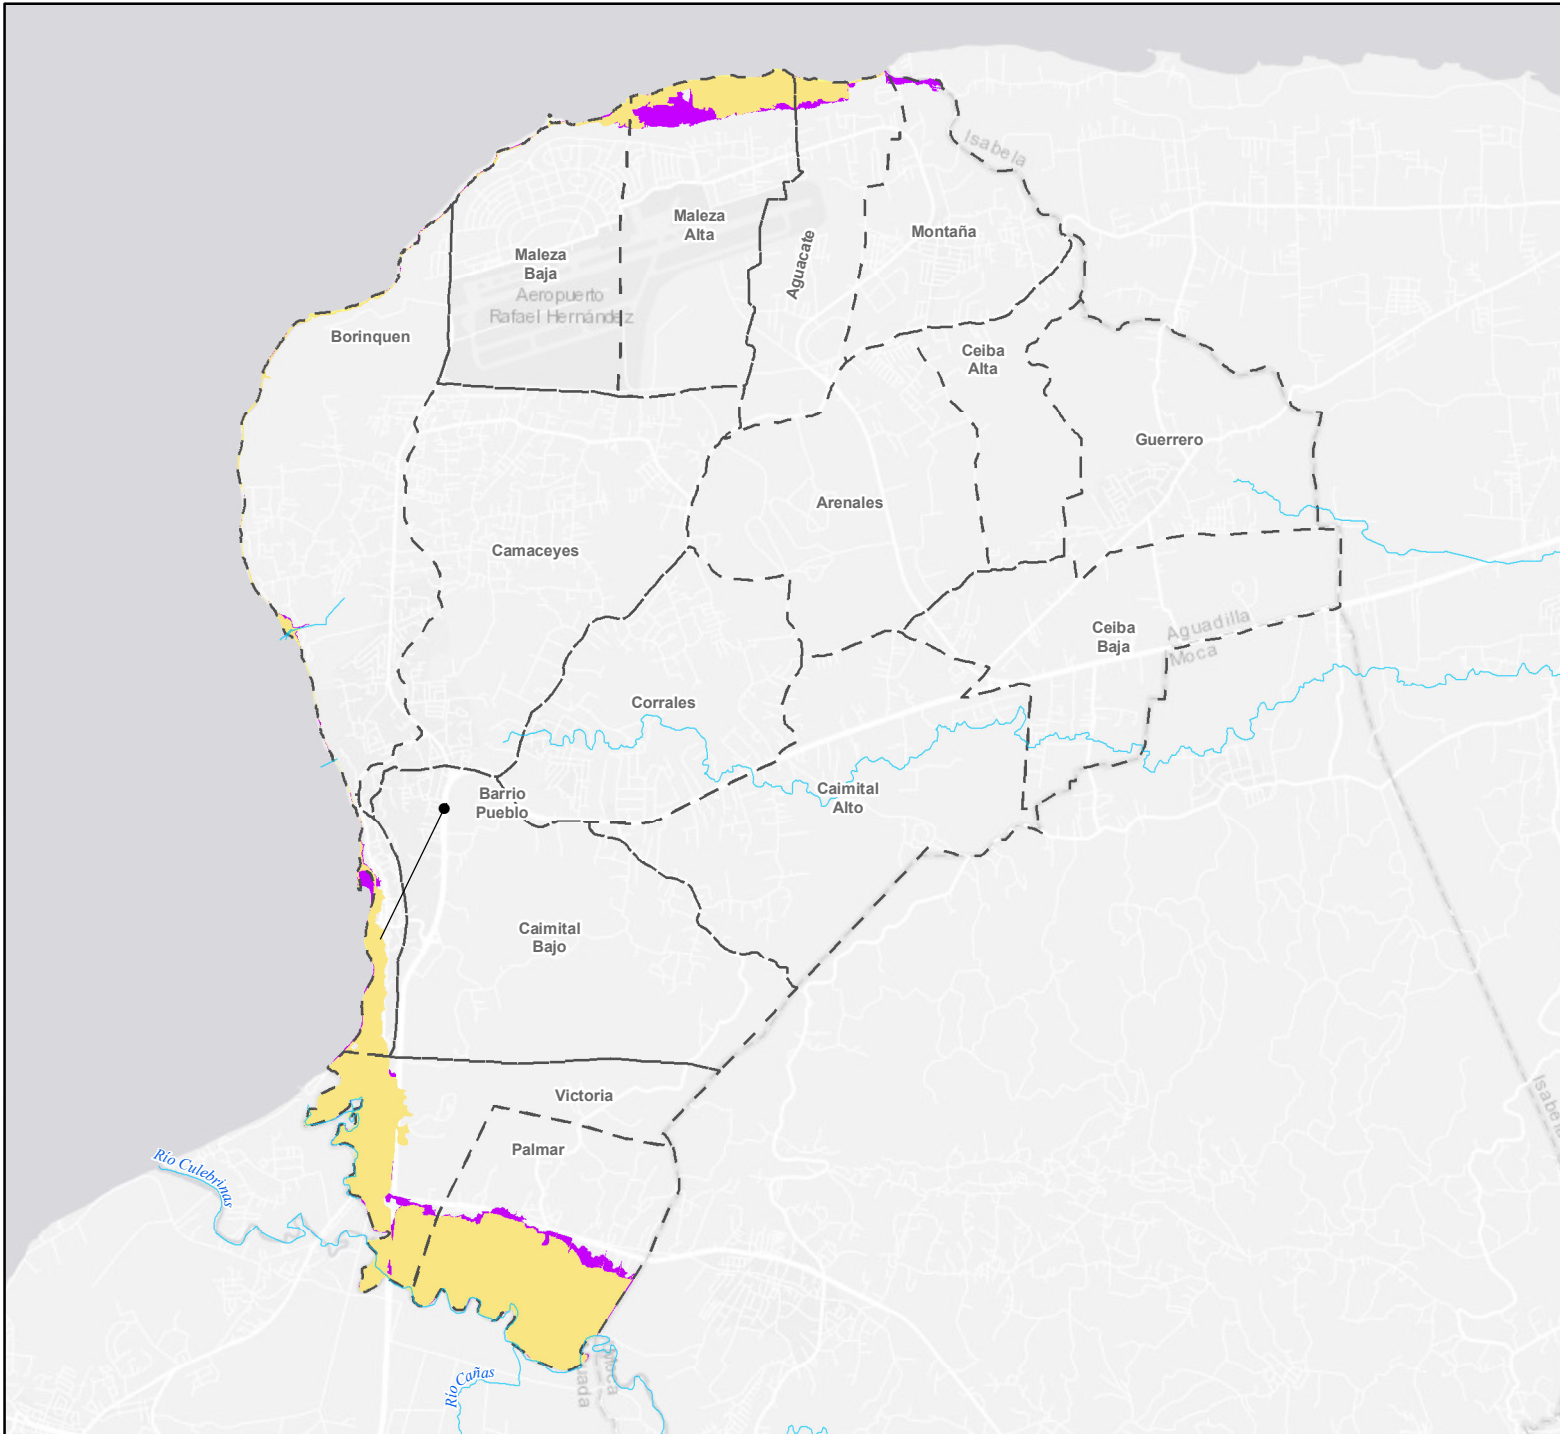 Isabela
Maleza
Alta
Montaña
Maleza
Baja
Aguacate
Aeropuerto
Rafael Hernández
Borinquen
Ceiba
Alta
Guerrero
Arenales
Camaceyes
Aguadilla
Moca
Ceiba
Baja
Corrales
Caimital
Alto
Barrio
Pueblo
Caimital
Bajo
Victoria
Palmar
Río Culebrinas
Río Cañas